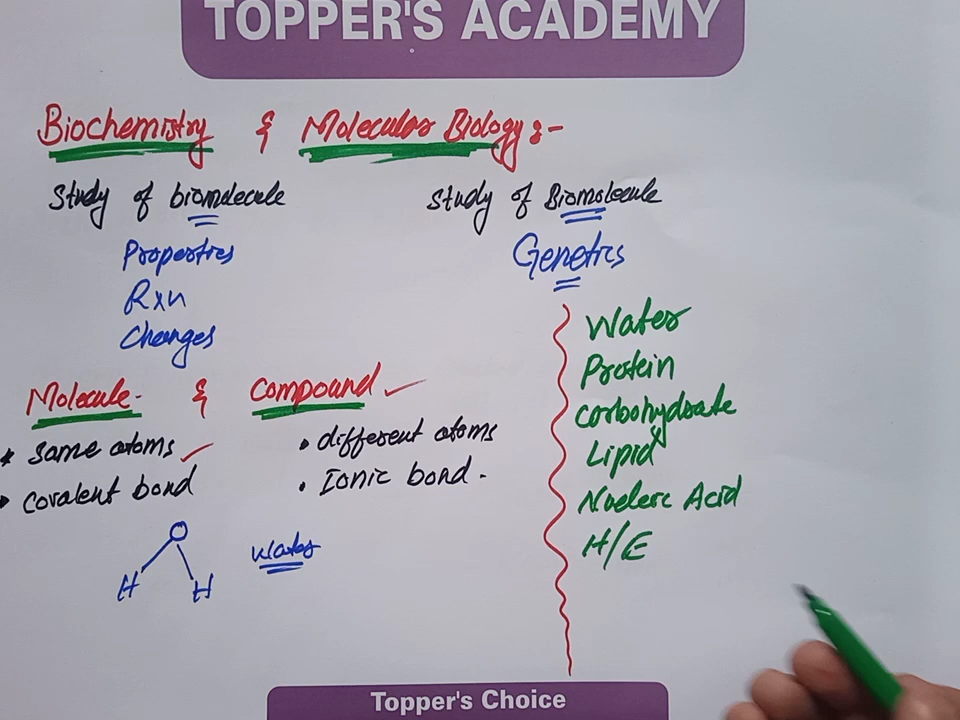 TOPPER'S ACADEMY
Biochemistry & Molecular Biology :-
Study of biomolecule
Properties
Rxn
Changes
Study of Biomolecule
Genetics
Molecule. & Compound ✓
* same atoms ✓
• covalent bond
• different atoms
• Ionic bond.
O
H H
Water
Water
Protein
Carbohydrate
Lipid
Nucleic Acid
H/E
Topper's Choice